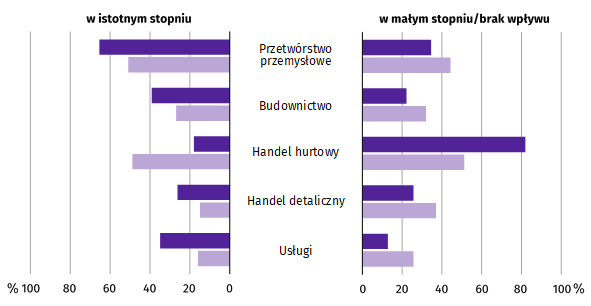 w istotnym stopniu
w małym stopniu/brak wpływu
Przetwórstwo
przemysłowe
Budownictwo
Handel hurtowy
Handel detaliczny
Usługi
% 100 80 60 40 20 0
0 20 40 60 80 100 %